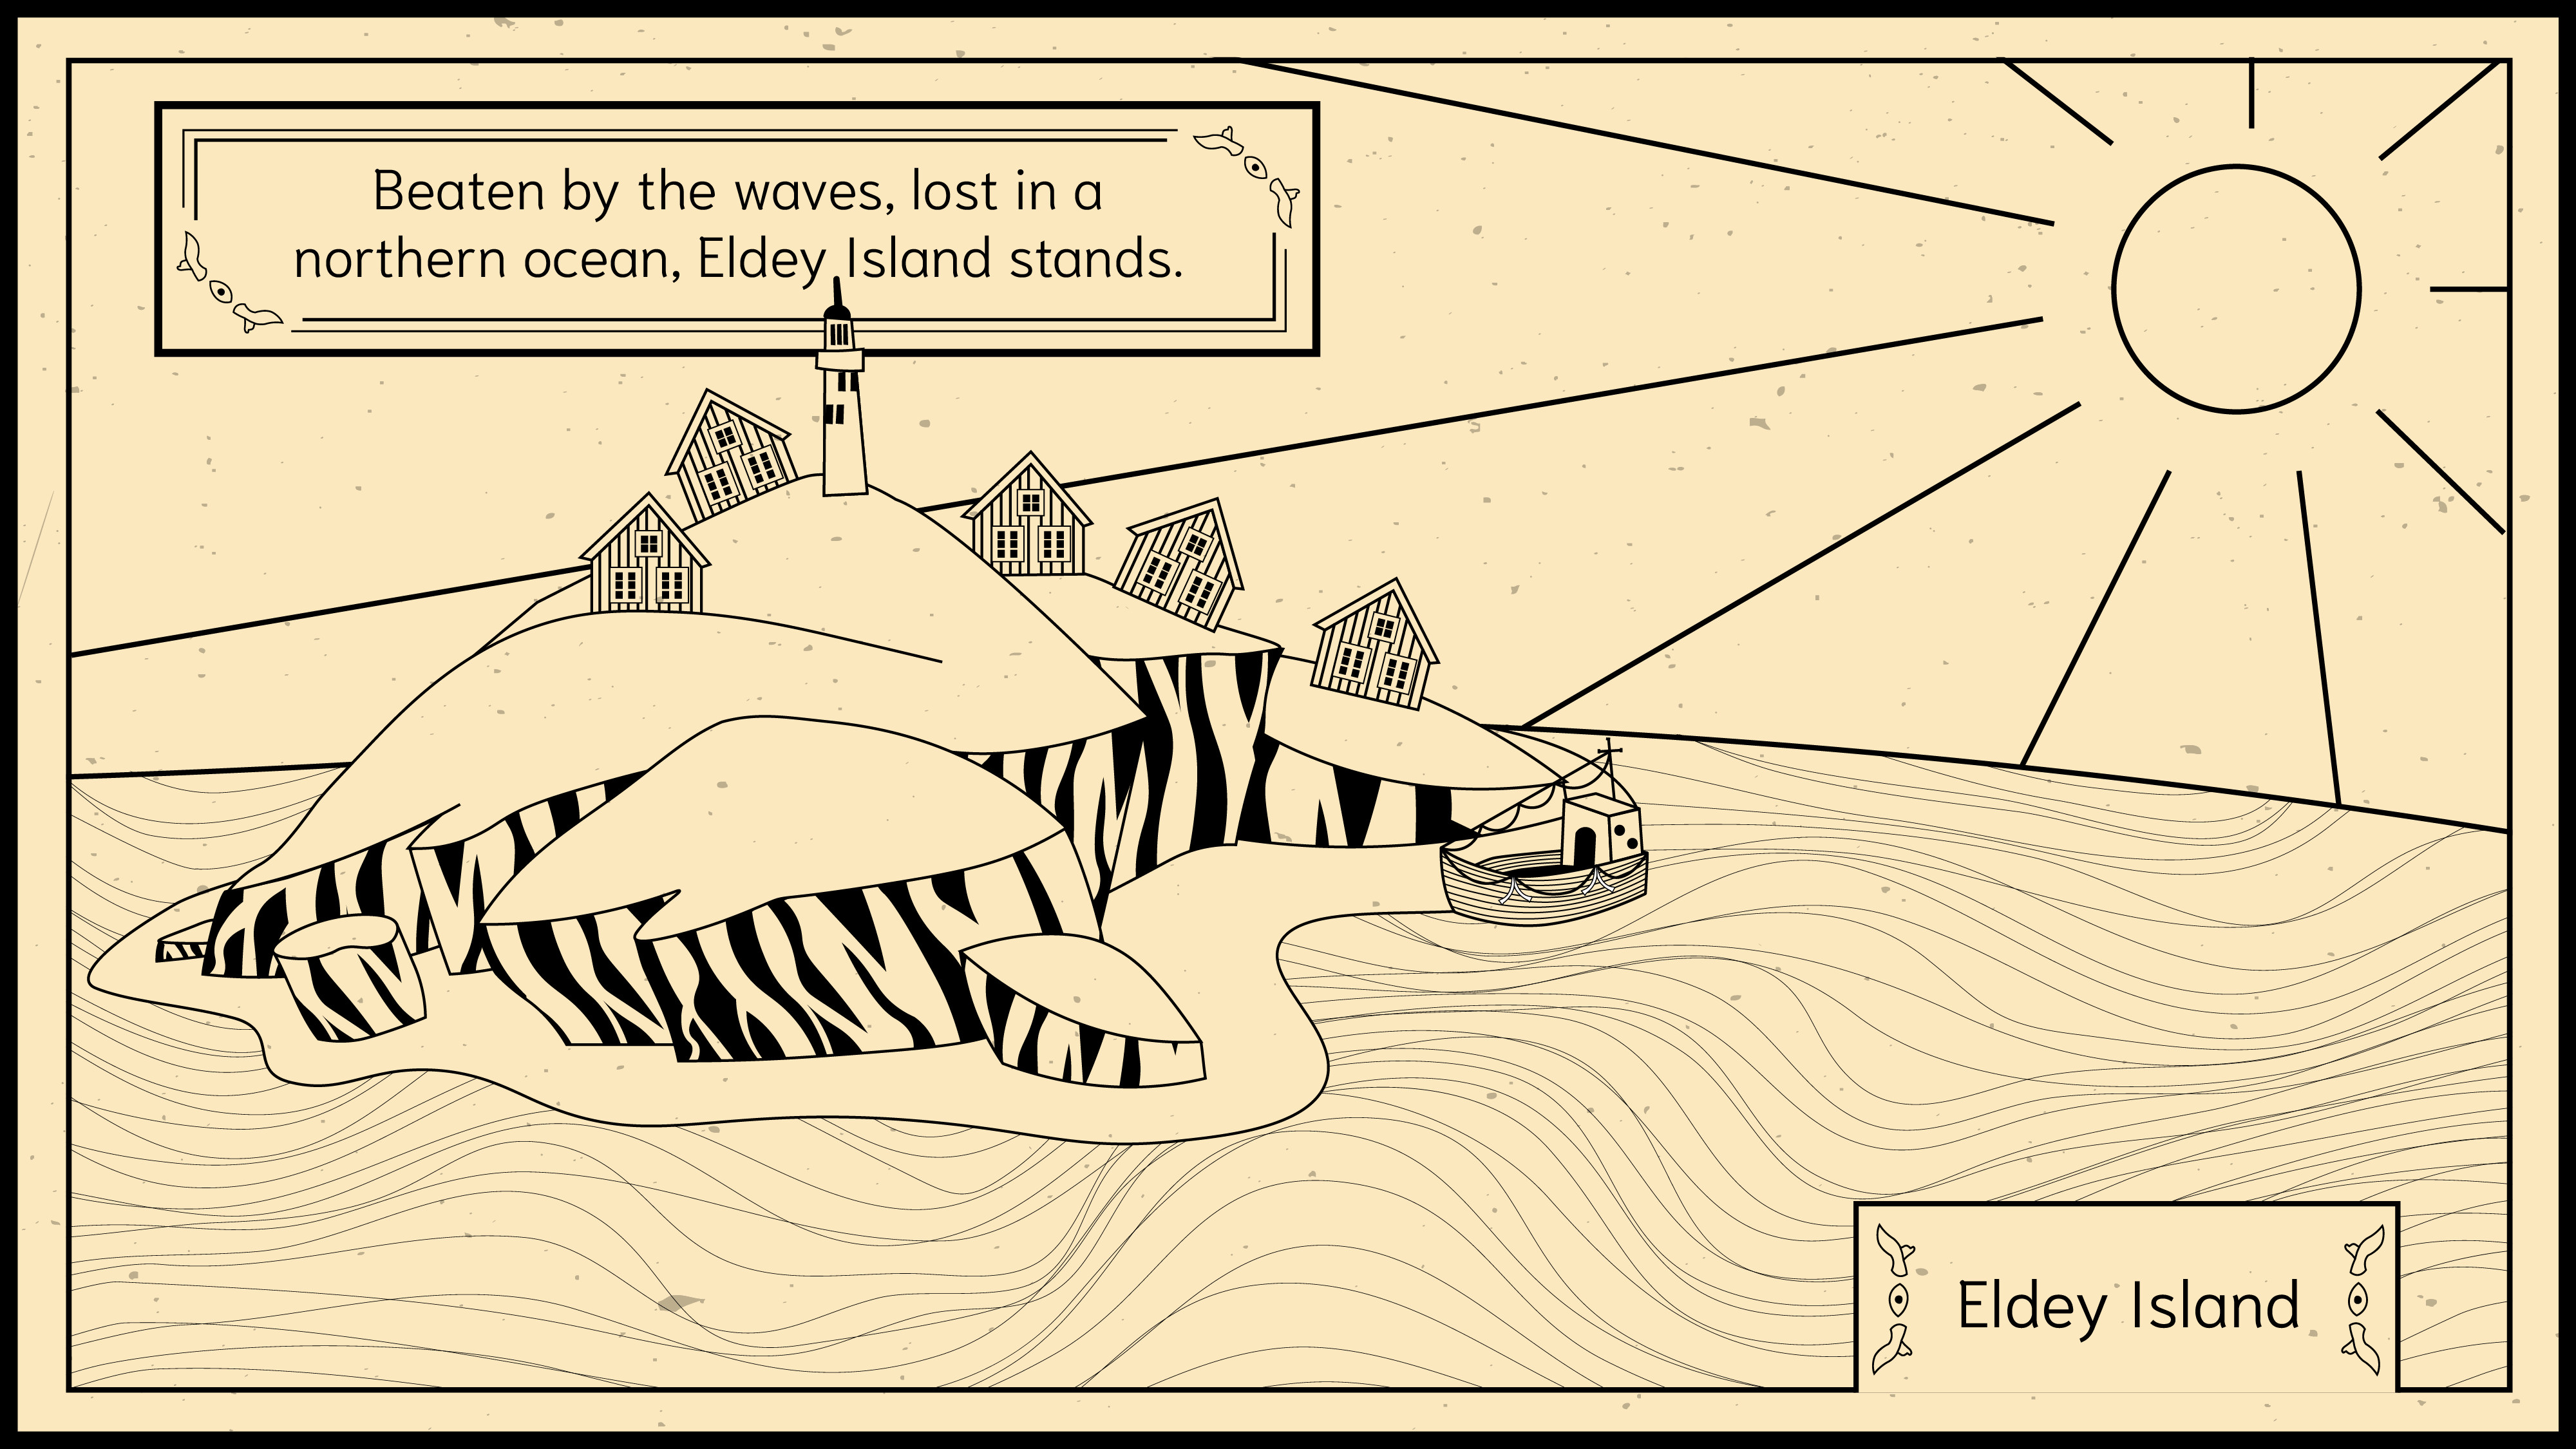 Beaten by the waves, lost in a
northern ocean, Eldey Island stands.
Eldey Island